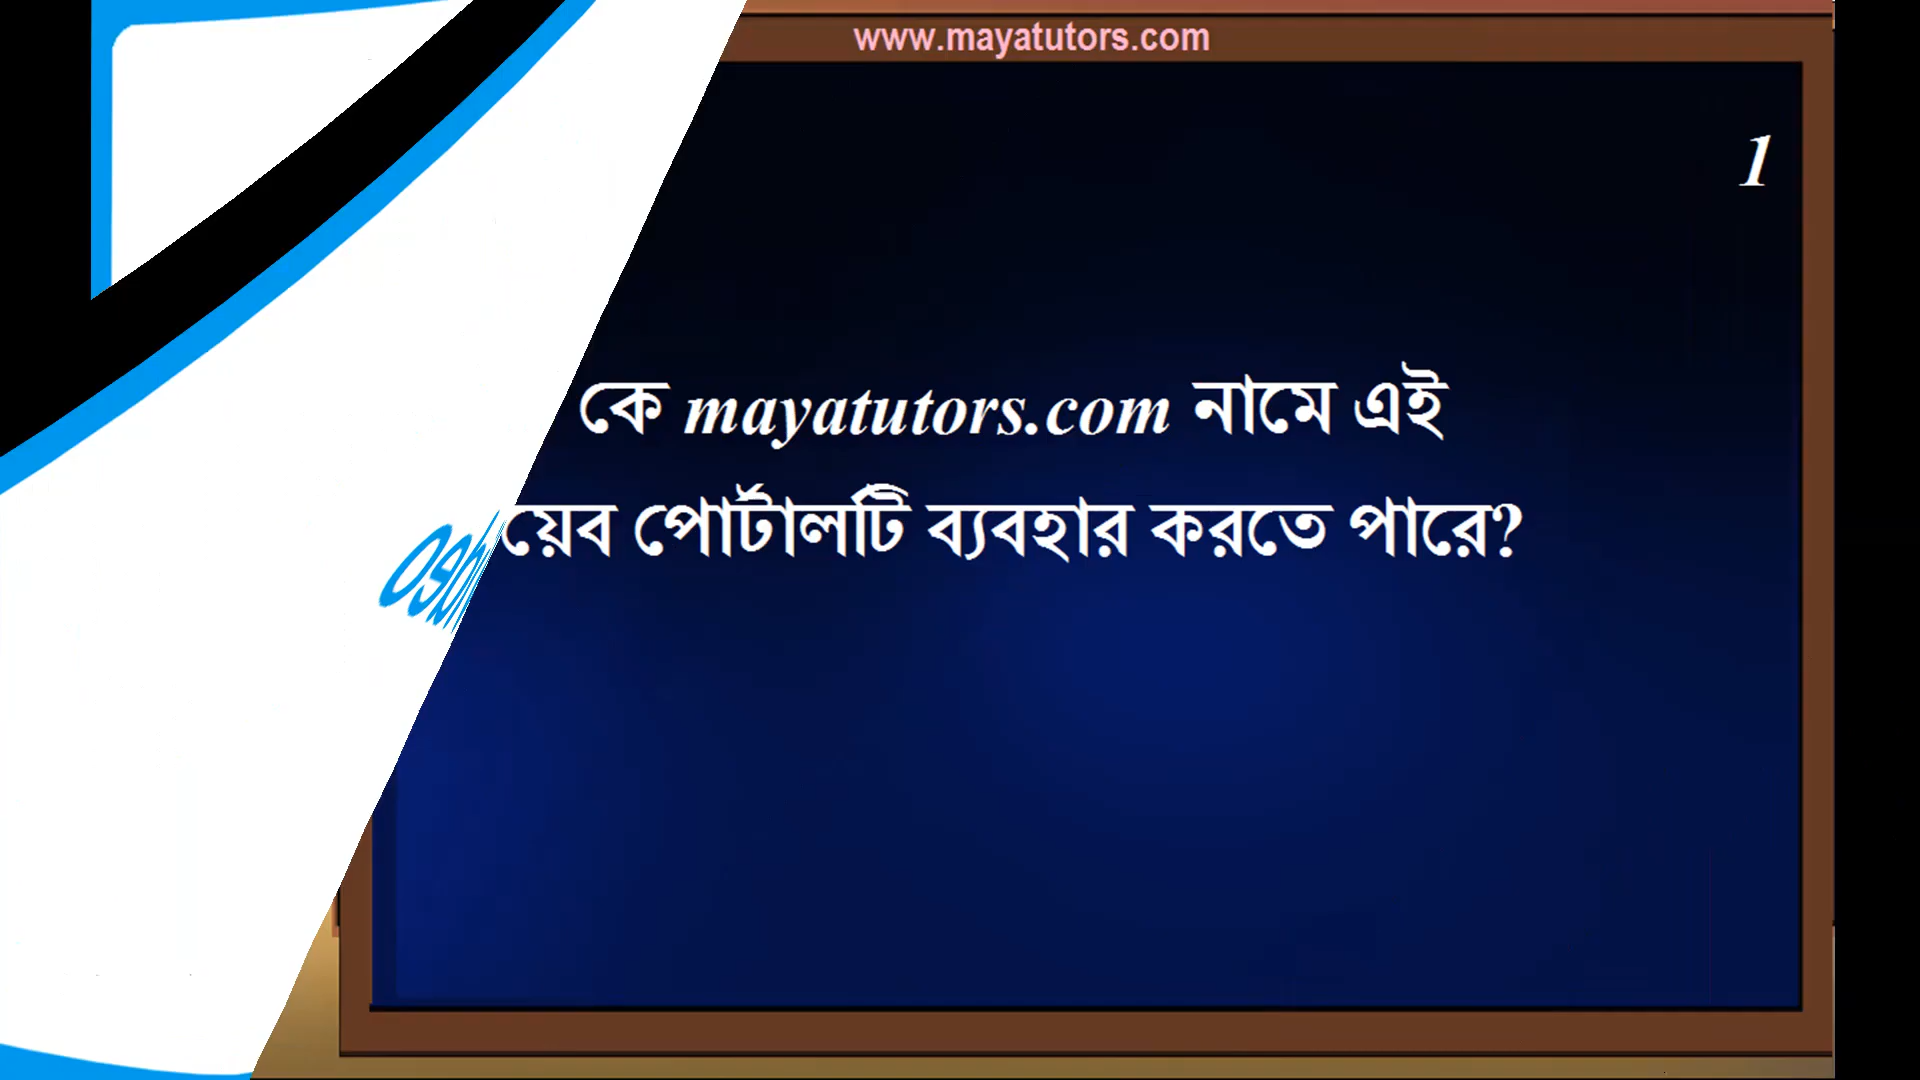 www.mayatutors.com
1
কে mayatutors.com নামে এই
য়েব পোর্টালটি ব্যবহার করতে পারে?